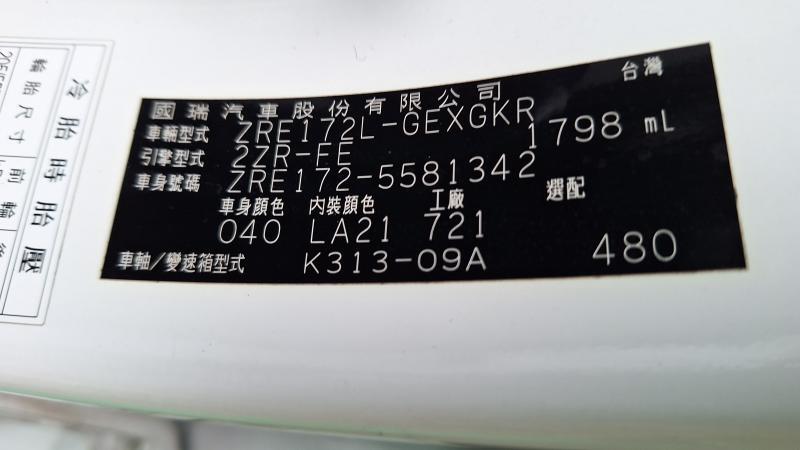 國瑞汽車股份有限公司 台灣
車輛型式 ZRE172L-GEXGKR
引擎型式 2ZR-FE 1798 mL
車身號碼 ZRE172-5581342
車身顏色 內裝顏色 工廠 選配
040 LA21 721
車軸/變速箱型式 K313-09A 480
冷胎時胎壓
輪胎尺寸
前輪